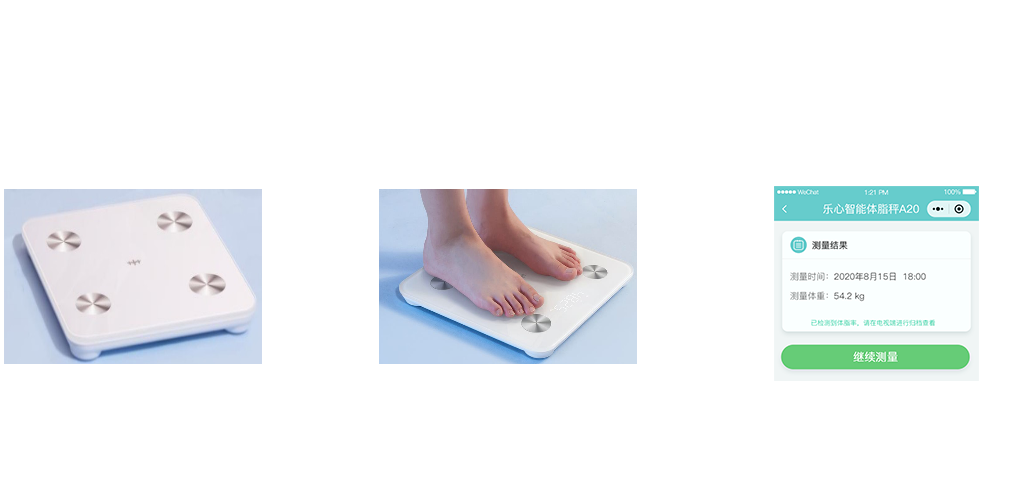 WeChat
1:21 PM
100%
乐心智能体脂秤A20
测量结果
测量时间： 2020年8月15日 18:00
测量体重： 54.2 kg
已检测到体脂率，请在电视端进行归档查看
继续测量